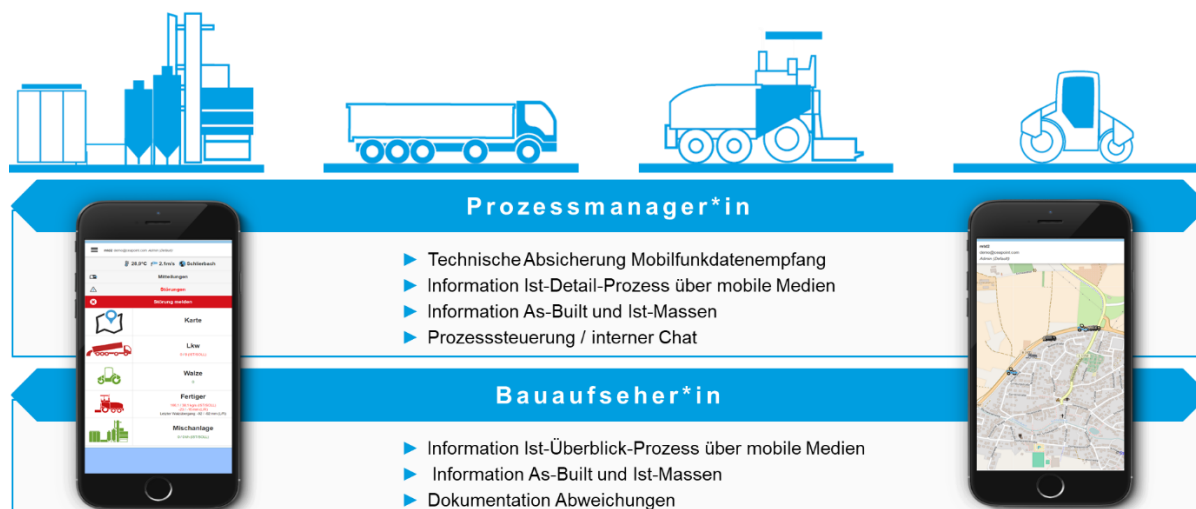 Prozessmanager*in
Technische Absicherung Mobilfunkdatenempfang
Information Ist-Detail-Prozess über mobile Medien
Information As-Built und Ist-Massen
Prozesssteuerung / interner Chat
Bauaufseher*in
Information Ist-Überblick-Prozess über mobile Medien
Information As-Built und Ist-Massen
Dokumentation Abweichungen
Schlierbach
Mitteilungen
Störungen
Störung melden
Karte
Lkw
Walze
Fertiger
Mischanlage